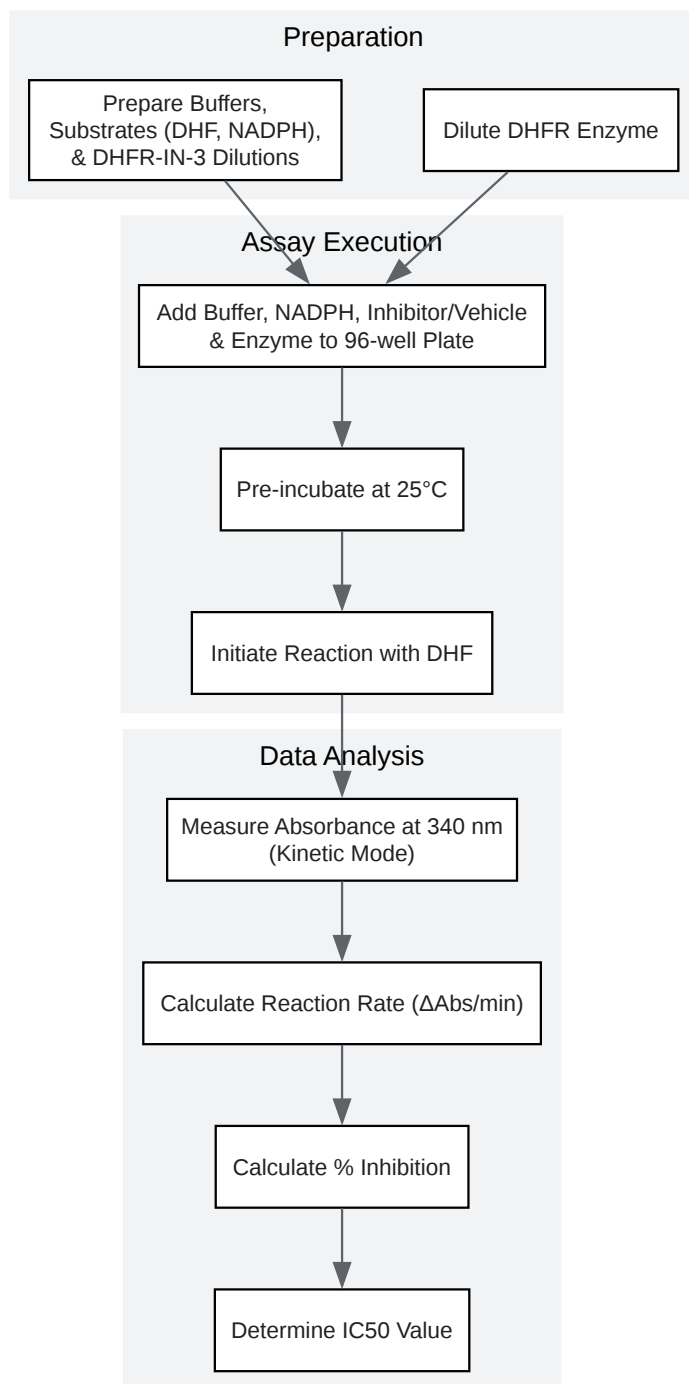 Preparation
Prepare Buffers,
Substrates (DHF, NADPH),
& DHFR-IN-3 Dilutions
Dilute DHFR Enzyme
Assay Execution
Add Buffer, NADPH, Inhibitor/Vehicle
& Enzyme to 96-well Plate
Pre-incubate at 25°C
Initiate Reaction with DHF
Data Analysis
Measure Absorbance at 340 nm
(Kinetic Mode)
Calculate Reaction Rate (ΔAbs/min)
Calculate % Inhibition
Determine IC50 Value